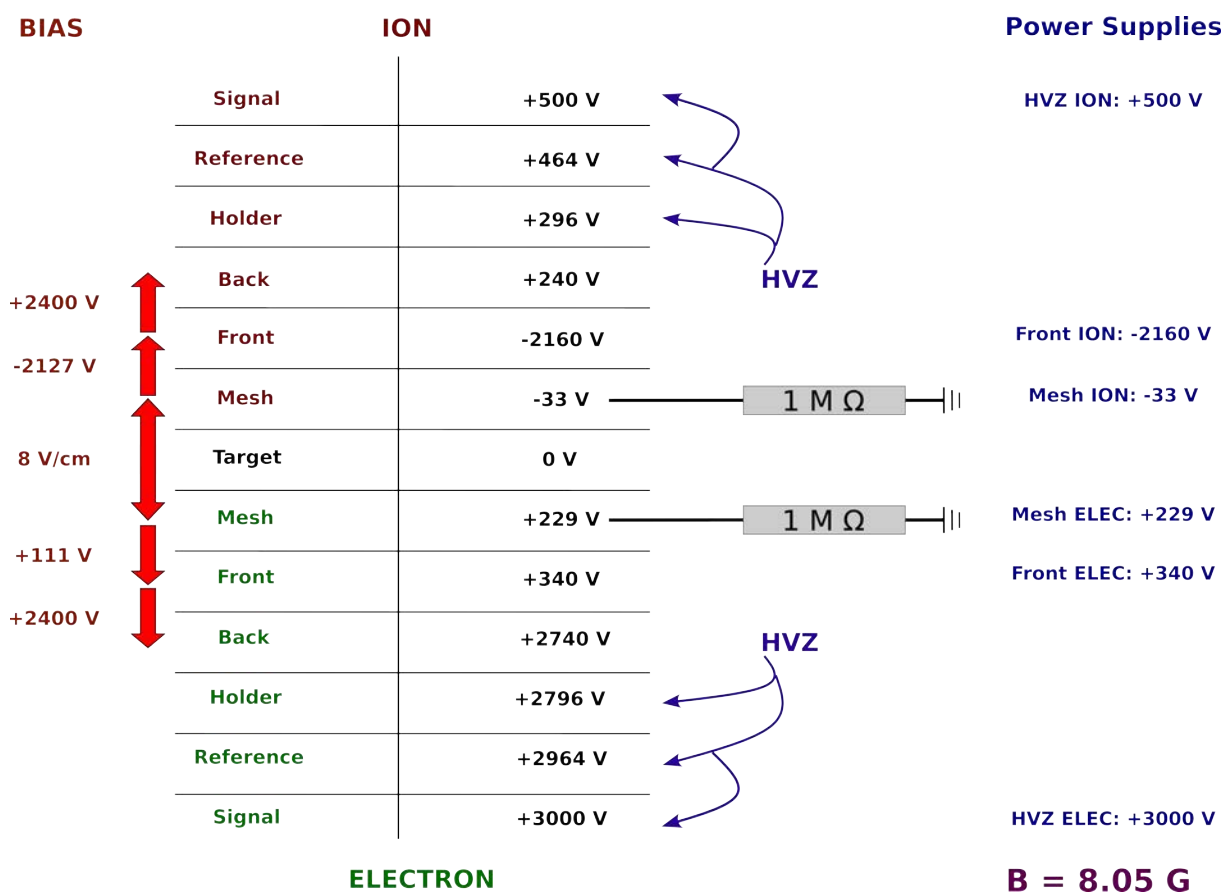 BIAS ION Power Supplies
Signal +500 V HVZ ION: +500 V
Reference +464 V
Holder +296 V
Back +240 V HVZ
+2400 V
Front -2160 V Front ION: -2160 V
-2127 V
Mesh -33 V 1 M Ω Mesh ION: -33 V
8 V/cm Target 0 V
Mesh +229 V 1 M Ω Mesh ELEC: +229 V
+111 V
Front +340 V Front ELEC: +340 V
+2400 V
Back +2740 V HVZ
Holder +2796 V
Reference +2964 V
Signal +3000 V HVZ ELEC: +3000 V
ELECTRON B = 8.05 G